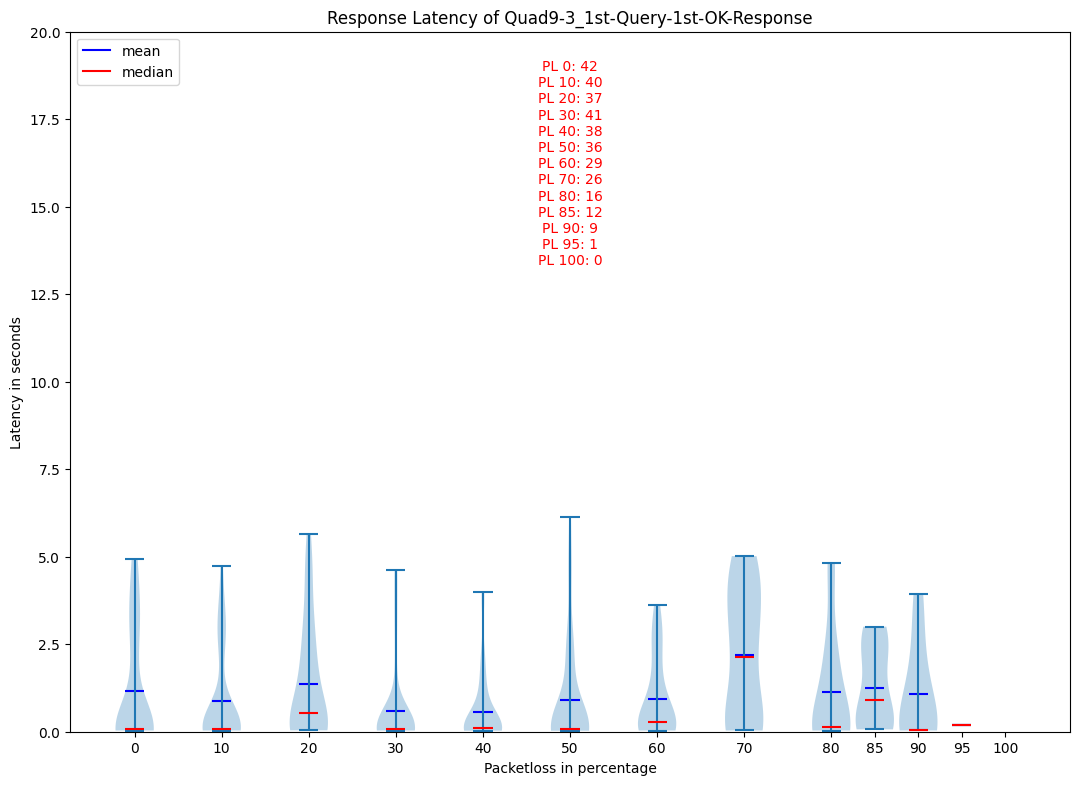 Response Latency of Quad9-3_1st-Query-1st-OK-Response
mean
median
PL 0: 42
PL 10: 40
PL 20: 37
PL 30: 41
PL 40: 38
PL 50: 36
PL 60: 29
PL 70: 26
PL 80: 16
PL 85: 12
PL 90: 9
PL 95: 1
PL 100: 0
20.0
17.5
15.0
12.5
10.0
7.5
5.0
2.5
0.0
Latency in seconds
0 10 20 30 40 50 60 70 80 85 90 95 100
Packetloss in percentage